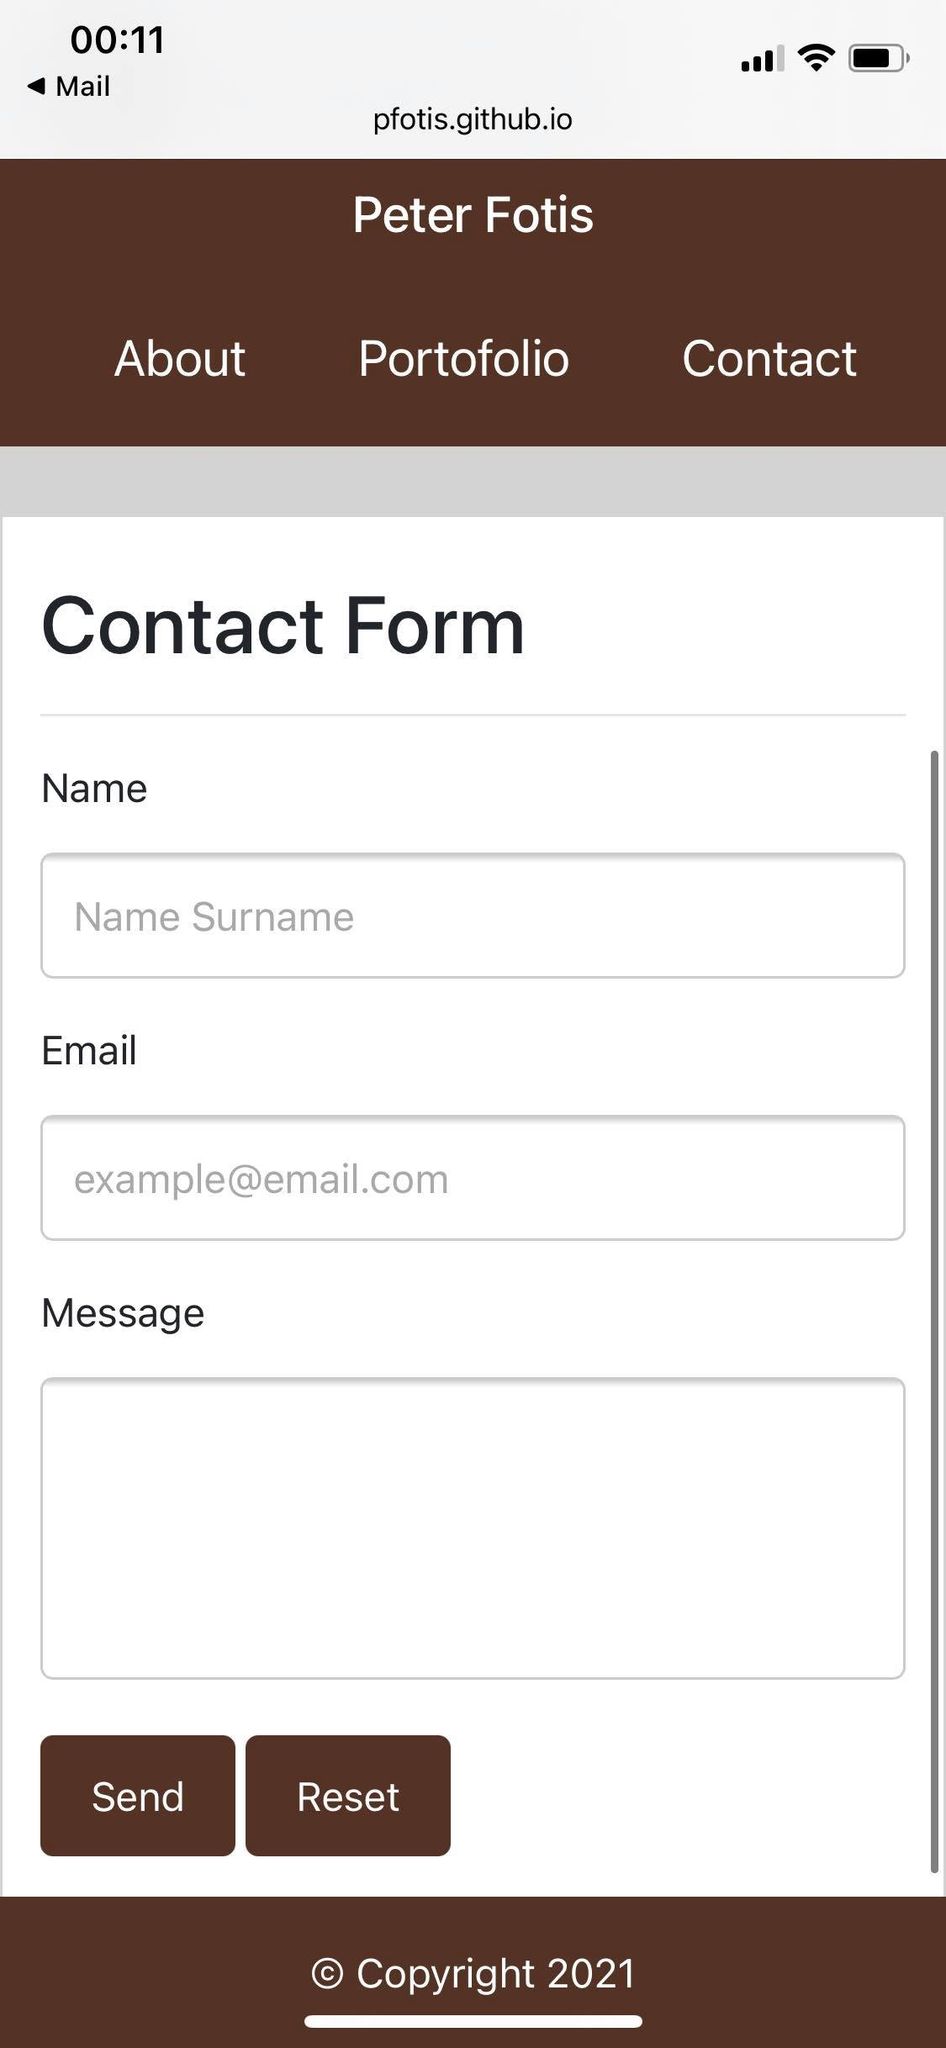 00:11
◀ Mail
pfotis.github.io
Peter Fotis
About Portofolio Contact
Contact Form
Name
Name Surname
Email
example@email.com
Message
Send Reset
© Copyright 2021